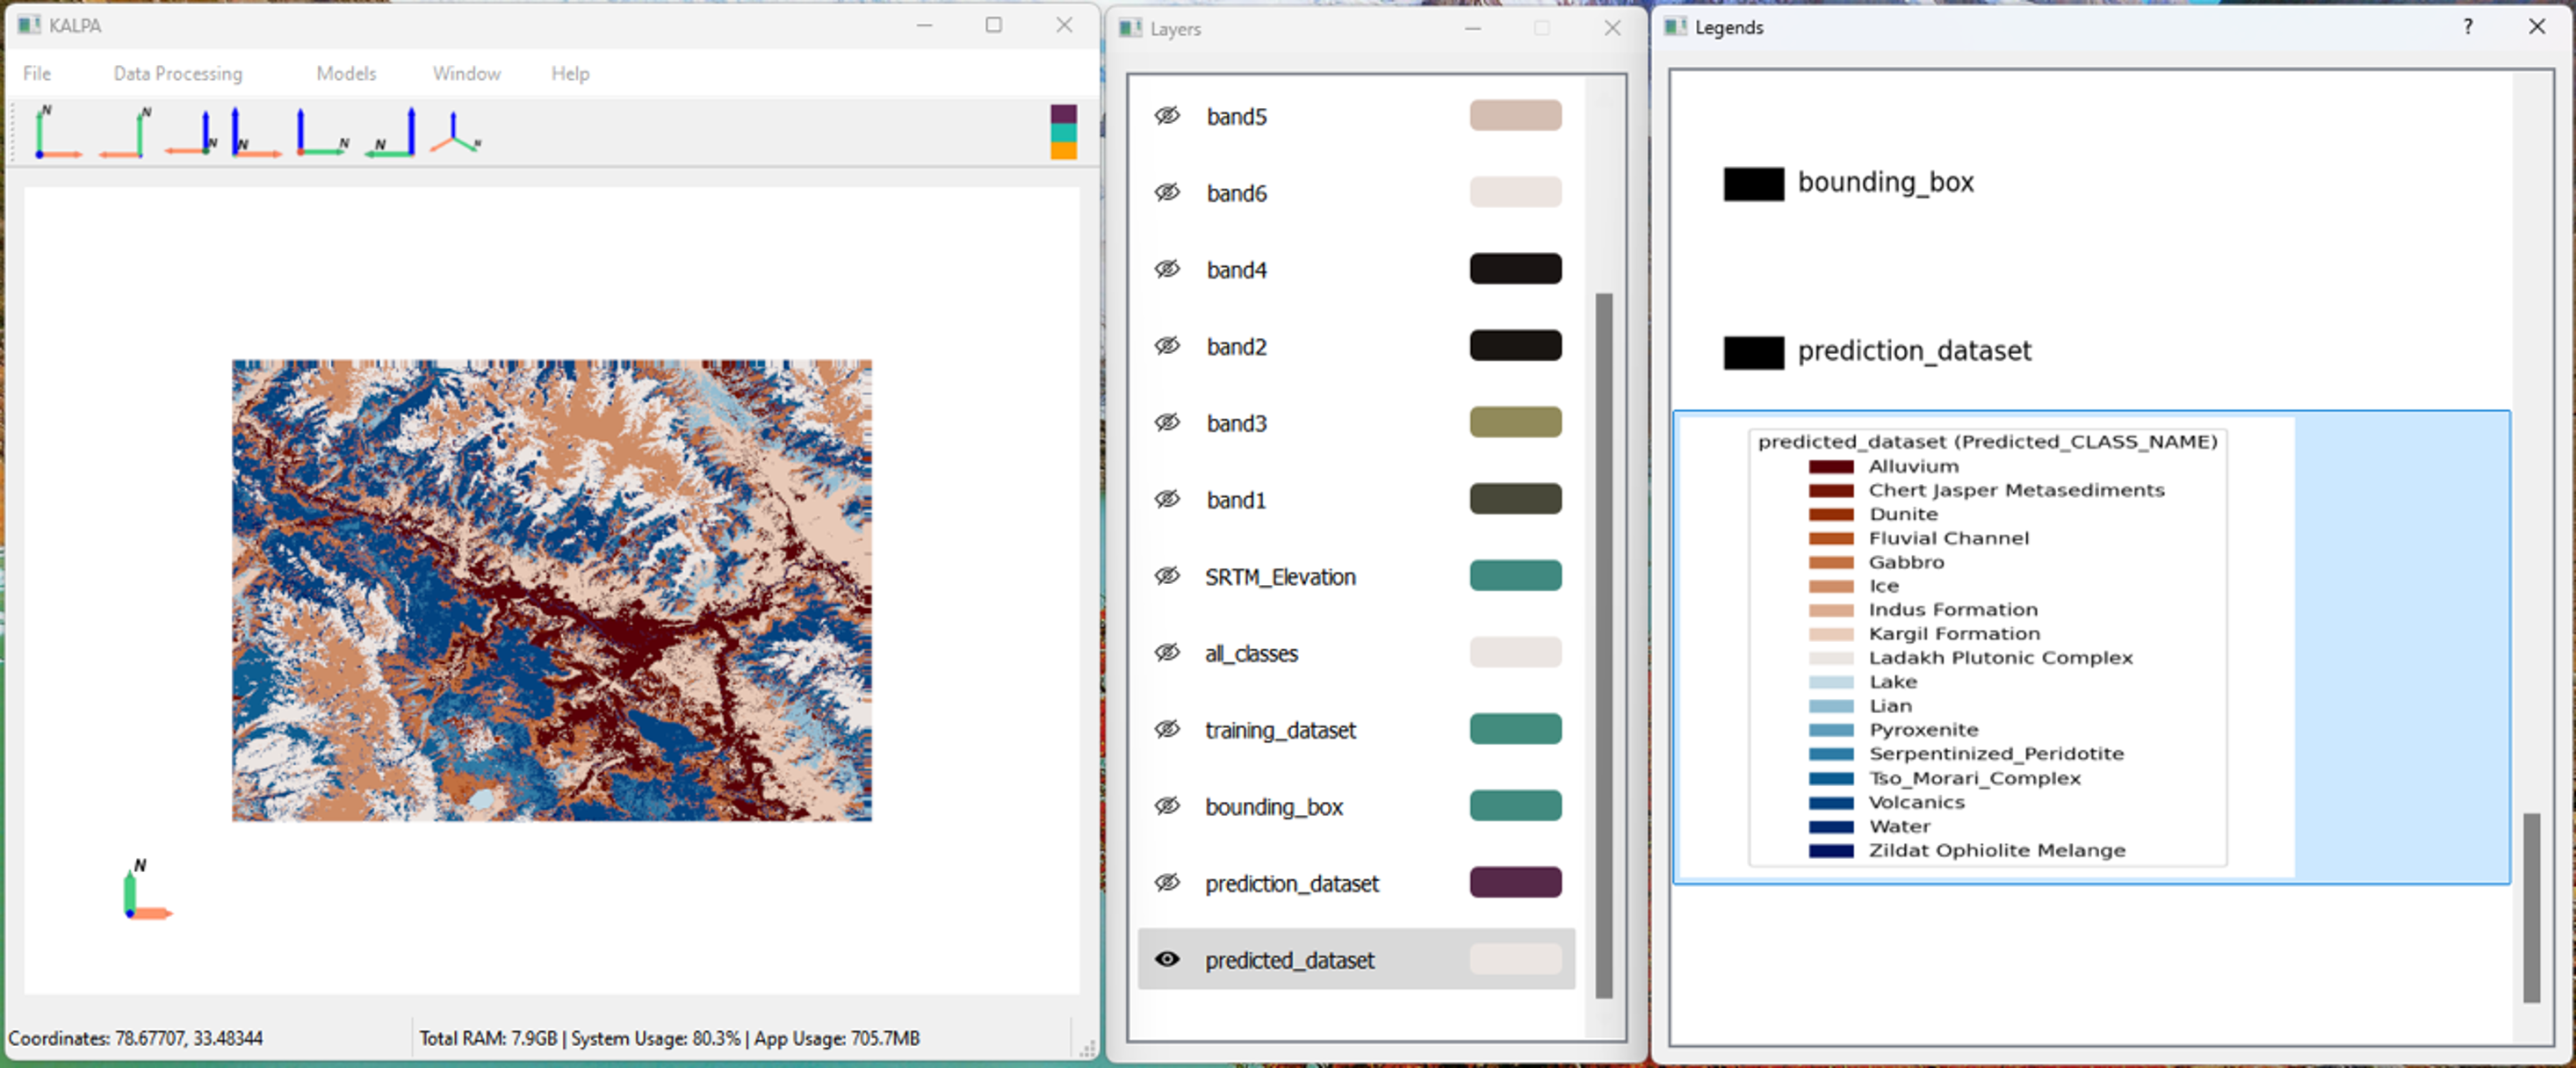 KALPA
File Data Processing Models Window Help
N N N N N N N
N
Coordinates: 78.67707, 33.48344 Total RAM: 7.9GB | System Usage: 80.3% | App Usage: 705.7MB
Layers
band5
band6
band4
band2
band3
band1
SRTM_Elevation
all_classes
training_dataset
bounding_box
prediction_dataset
predicted_dataset
Legends ?
bounding_box
prediction_dataset
predicted_dataset (Predicted_CLASS_NAME)
Alluvium
Chert Jasper Metasediments
Dunite
Fluvial Channel
Gabbro
Ice
Indus Formation
Kargil Formation
Ladakh Plutonic Complex
Lake
Lian
Pyroxenite
Serpentinized_Peridotite
Tso_Morari_Complex
Volcanics
Water
Zildat Ophiolite Melange